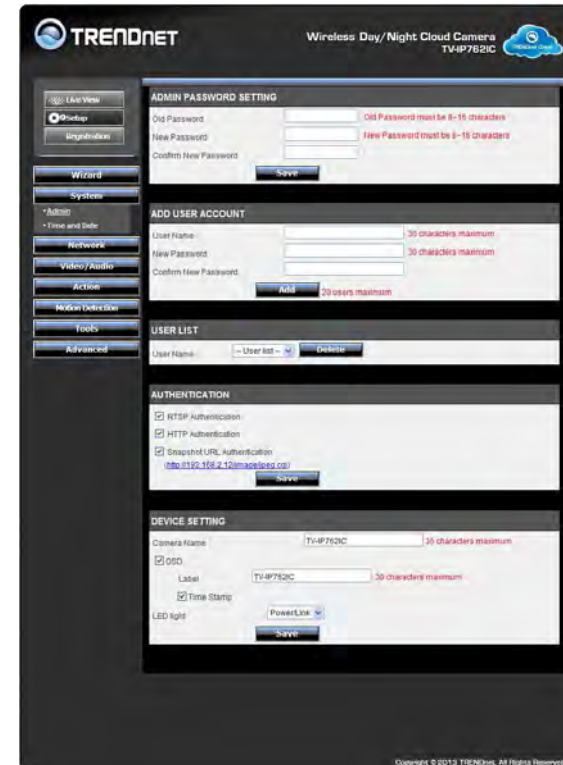 TRENDNET
Wireless Day/Night Cloud Camera
TV-IP762IC
Live View
Setup
Registration
Wizard
System
• Admin
• Time and Date
Network
Video/Audio
Action
Motion Detection
Tools
Advanced
ADMIN PASSWORD SETTING
Old Password Old Password must be 8~16 characters
New Password New Password must be 8~16 characters
Confirm New Password
Save
ADD USER ACCOUNT
User Name 30 characters maximum
New Password 30 characters maximum
Confirm New Password
Add 20 users maximum
USER LIST
User Name -- User list -- Delete
AUTHENTICATION
RTSP Authentication
HTTP Authentication
Snapshot URL Authentication
(http://192.168.2.12/image/jpeg.cgi)
Save
DEVICE SETTING
Camera Name TV-IP762IC characters maximum
OSD
Label TV-IP762IC 30 characters maximum
Time Stamp
LED light Power/Link
Save
Copyright © 2013 TRENDnet. All Rights Reserved